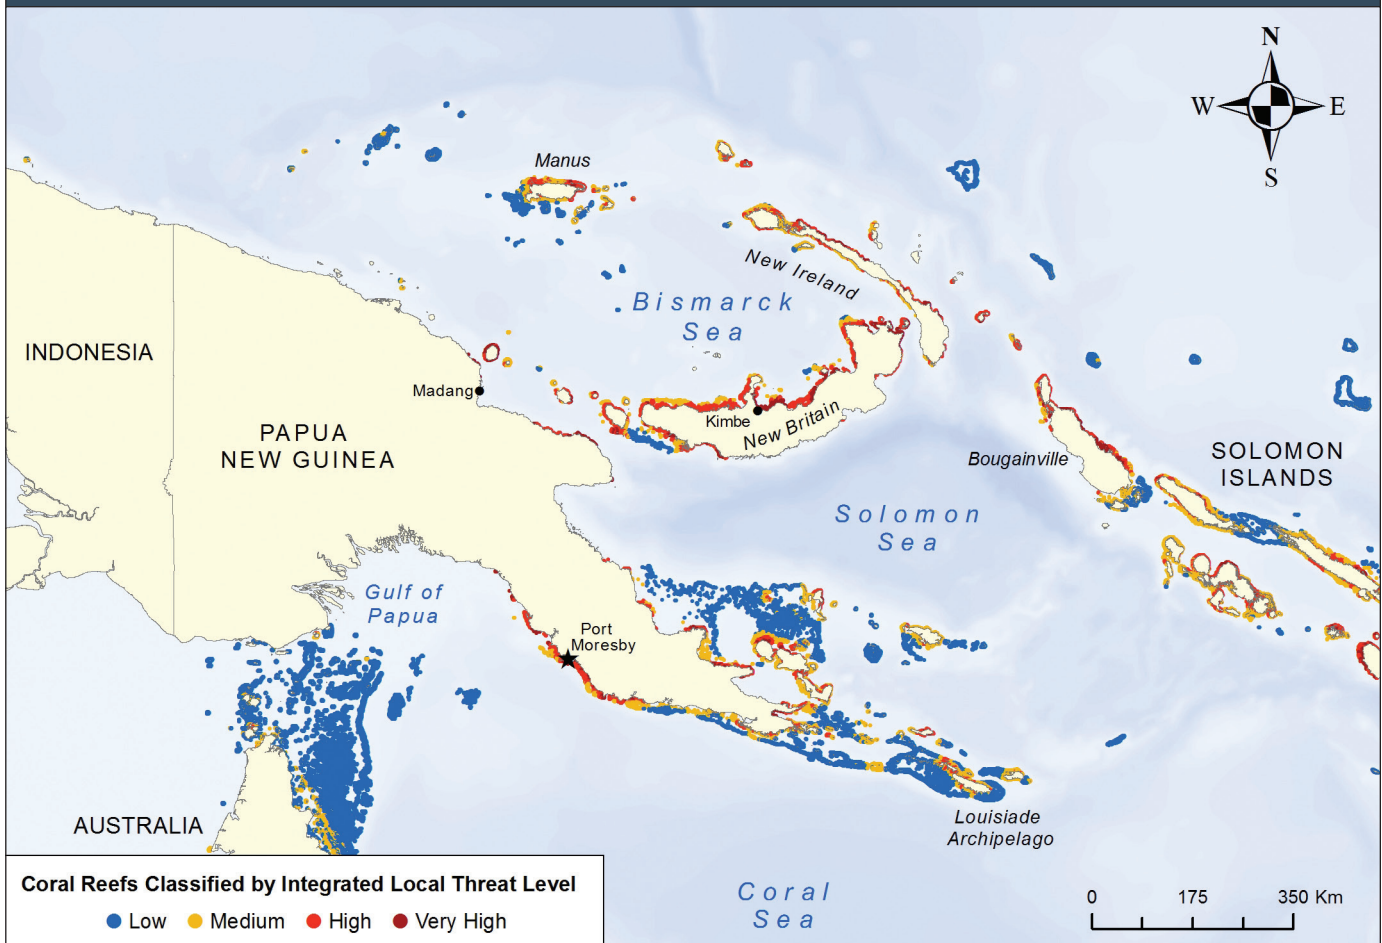 N
W
E
S
Manus
New Ireland
Bismarck
Sea
INDONESIA
Madang
PAPUA
NEW GUINEA
Kimbe
New Britain
Bougainville
SOLOMON
ISLANDS
Solomon
Sea
Gulf of
Papua
Port
Moresby
AUSTRALIA
Louisiade
Archipelago
Coral
Sea
Coral Reefs Classified by Integrated Local Threat Level
Low Medium High Very High
0 175 350 Km